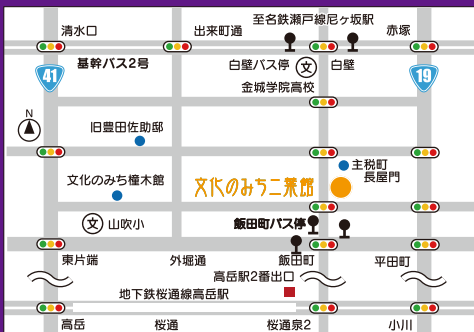 至名鉄瀬戸線尼ヶ坂駅
清水口
出来町通
赤塚
基幹バス2号
白壁バス停
文
白壁
41
金城学院高校
19
N
旧豊田佐助邸
主税町
長屋門
文化のみち橦木館
文化のみち二葉館
文
山吹小
飯田町バス停
東片端
外堀通
飯田町
平田町
高岳駅2番出口
地下鉄桜通線高岳駅
高岳
桜通
桜通泉2
小川